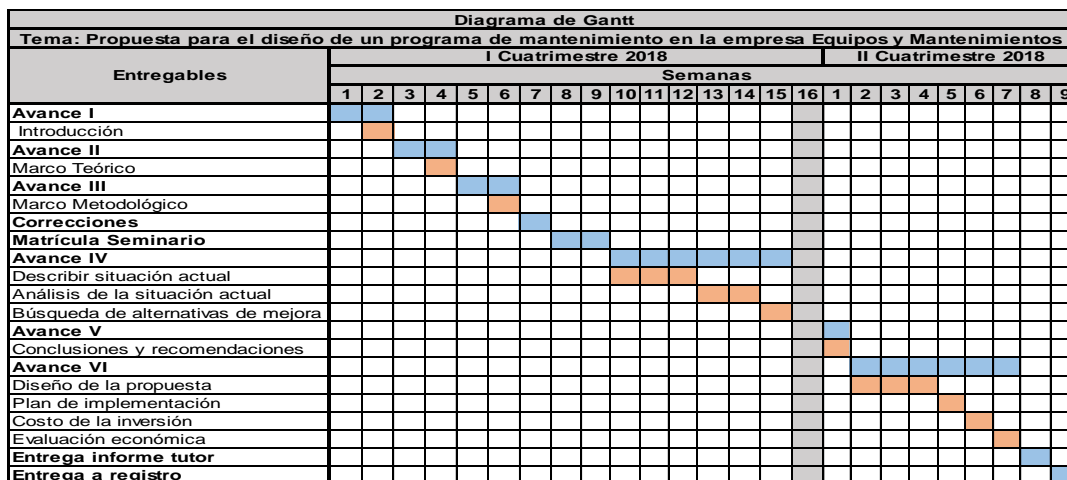 Diagrama de Gantt
Tema: Propuesta para el diseño de un programa de mantenimiento en la empresa Equipos y Mantenimientos
Entregables
I Cuatrimestre 2018 II Cuatrimestre 2018
Semanas
1 2 3 4 5 6 7 8 9 10 11 12 13 14 15 16 1 2 3 4 5 6 7 8 9
Avance I
Introducción
Avance II
Marco Teórico
Avance III
Marco Metodológico
Correcciones
Matrícula Seminario
Avance IV
Describir situación actual
Análisis de la situación actual
Búsqueda de alternativas de mejora
Avance V
Conclusiones y recomendaciones
Avance VI
Diseño de la propuesta
Plan de implementación
Costo de la inversión
Evaluación económica
Entrega informe tutor
Entrega a registro